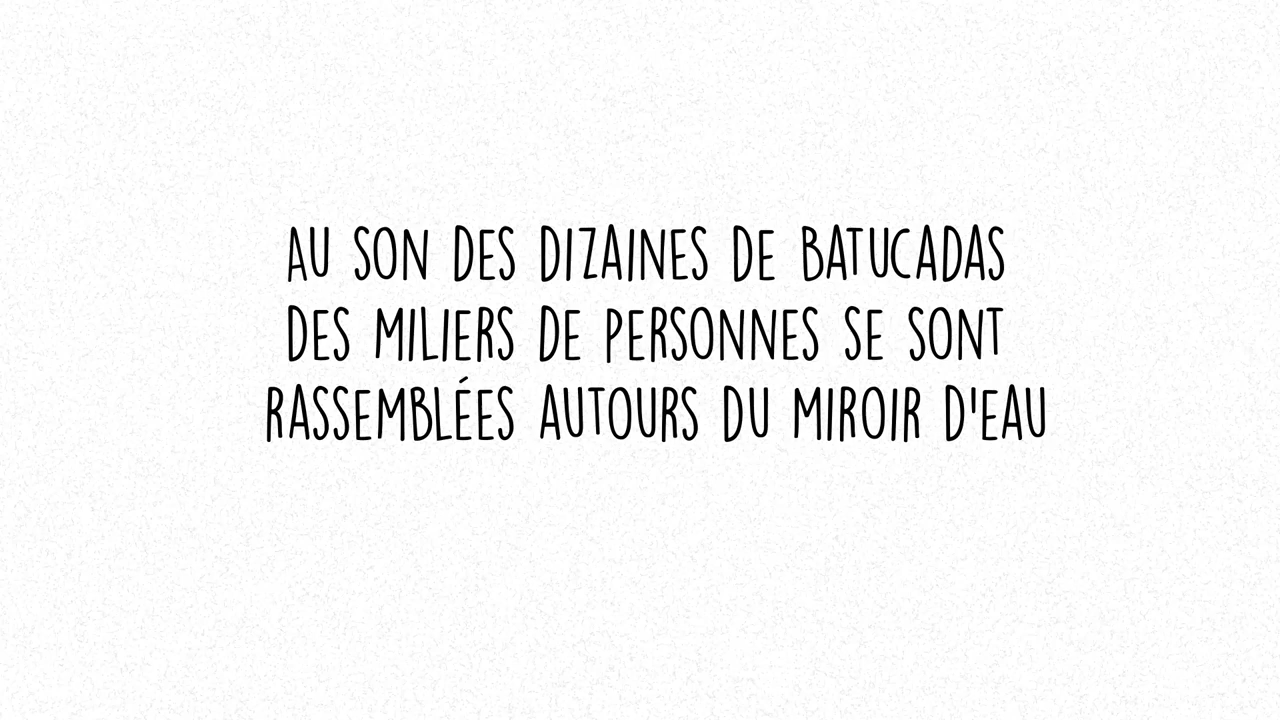 AU SON DES DIZAINES DE BATUCADAS
DES MILIERS DE PERSONNES SE SONT
RASSEMBLÉES AUTOURS DU MIROIR D'EAU